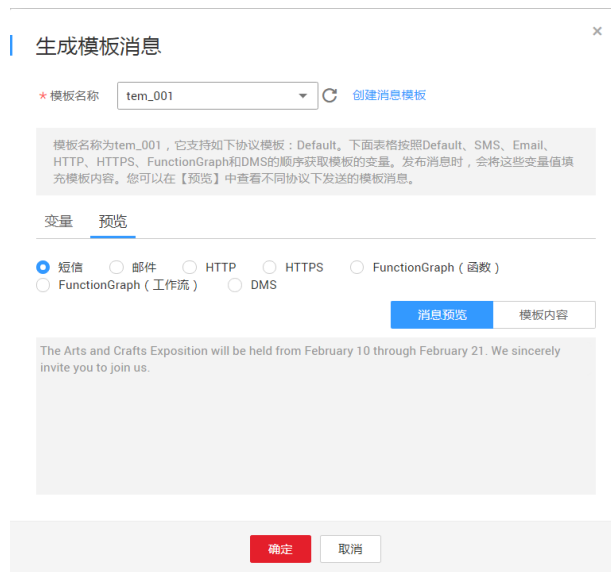 生成模板消息
×
* 模板名称 tem_001 创建消息模板
模板名称为tem_001，它支持如下协议模板：Default。下面表格按照Default、SMS、Email、
HTTP、HTTPS、FunctionGraph和DMS的顺序获取模板的变量。发布消息时，会将这些变量值填
充模板内容。您可以在【预览】中查看不同协议下发送的模板消息。
变量 预览
短信 邮件 HTTP HTTPS FunctionGraph（函数）
FunctionGraph（工作流） DMS
消息预览 模板内容
The Arts and Crafts Exposition will be held from February 10 through February 21. We sincerely
invite you to join us.
确定 取消